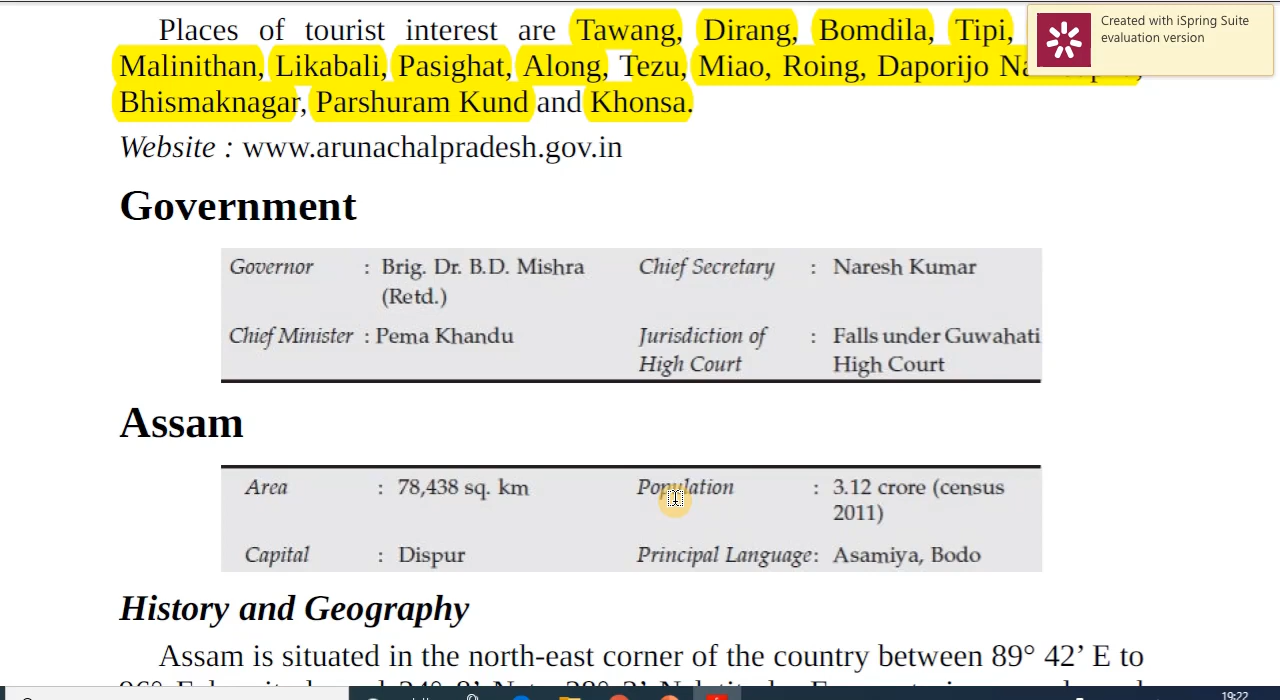 Places of tourist interest are Tawang, Dirang, Bomdila, Tipi,
Created with iSpring Suite
evaluation version
Malinithan, Likabali, Pasighat, Along, Tezu, Miao, Roing, Daporijo
Bhismaknagar, Parshuram Kund and Khonsa.
Website : www.arunachalpradesh.gov.in
Government
Governor : Brig. Dr. B.D. Mishra Chief Secretary : Naresh Kumar
(Retd.)
Chief Minister : Pema Khandu Jurisdiction of : Falls under Guwahati
High Court High Court
Assam
Area : 78,438 sq. km Population : 3.12 crore (census
2011)
Capital : Dispur Principal Language: Asamiya, Bodo
History and Geography
Assam is situated in the north-east corner of the country between 89° 42’ E to
19:22